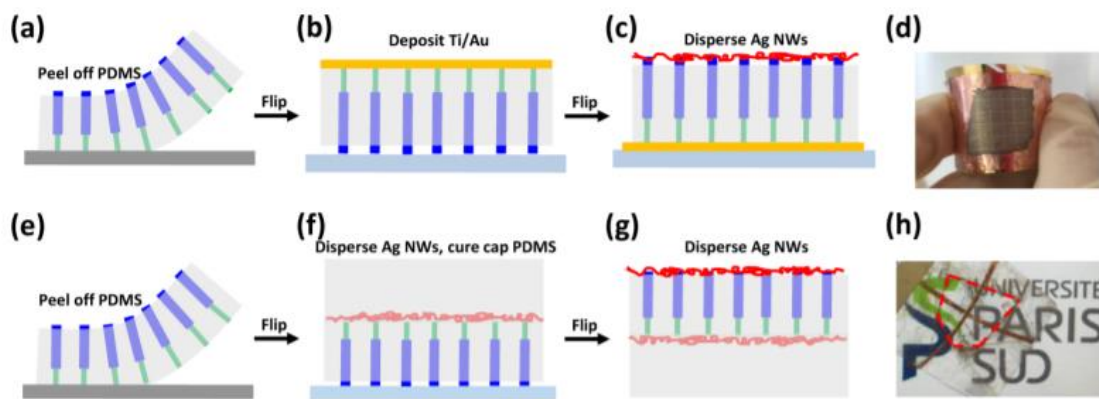 (a)
Peel off PDMS
Flip
(b)
Deposit Ti/Au
Flip
(c)
Disperse Ag NWs
(d)
(e)
Peel off PDMS
Flip
(f)
Disperse Ag NWs, cure cap PDMS
Flip
(g)
Disperse Ag NWs
(h)
UNIVERSITE
PARIS
SUD